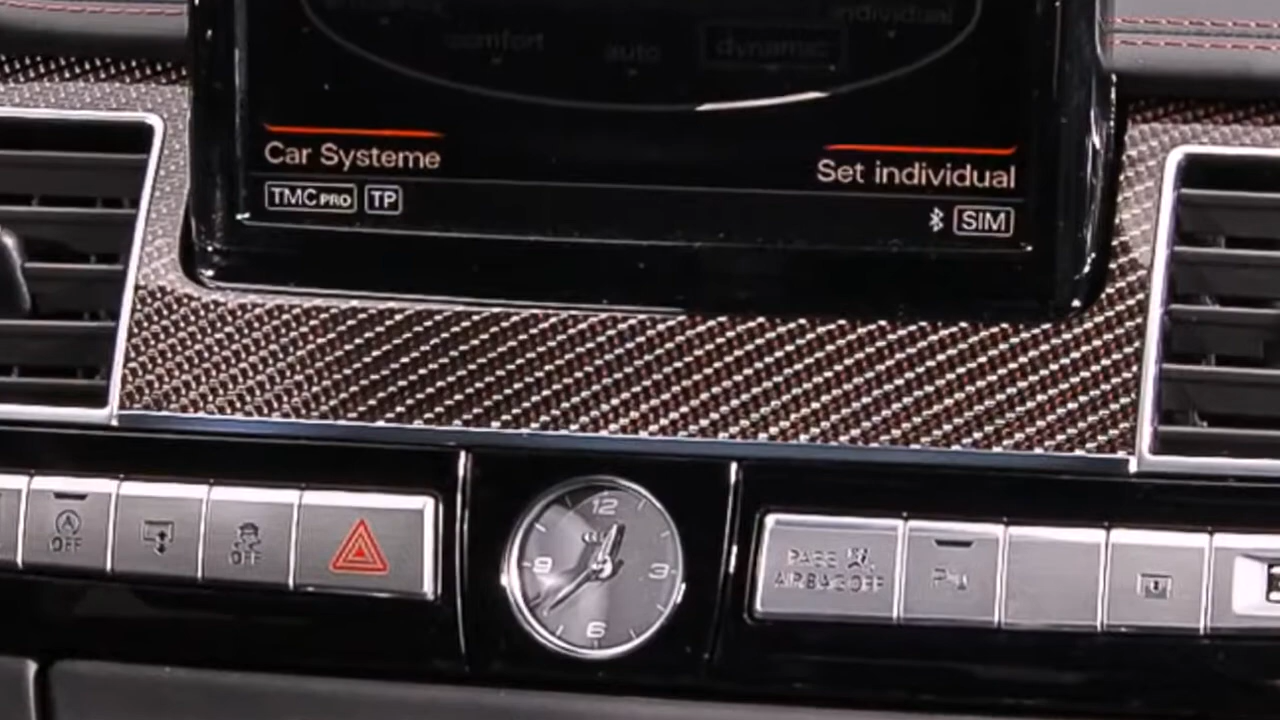 individual
comfort
auto
dynamic
Car Systeme
Set individual
TMC PRO TP
SIM
12
9
3
6
OFF
OFF
PASS
AIRBAG OFF
P